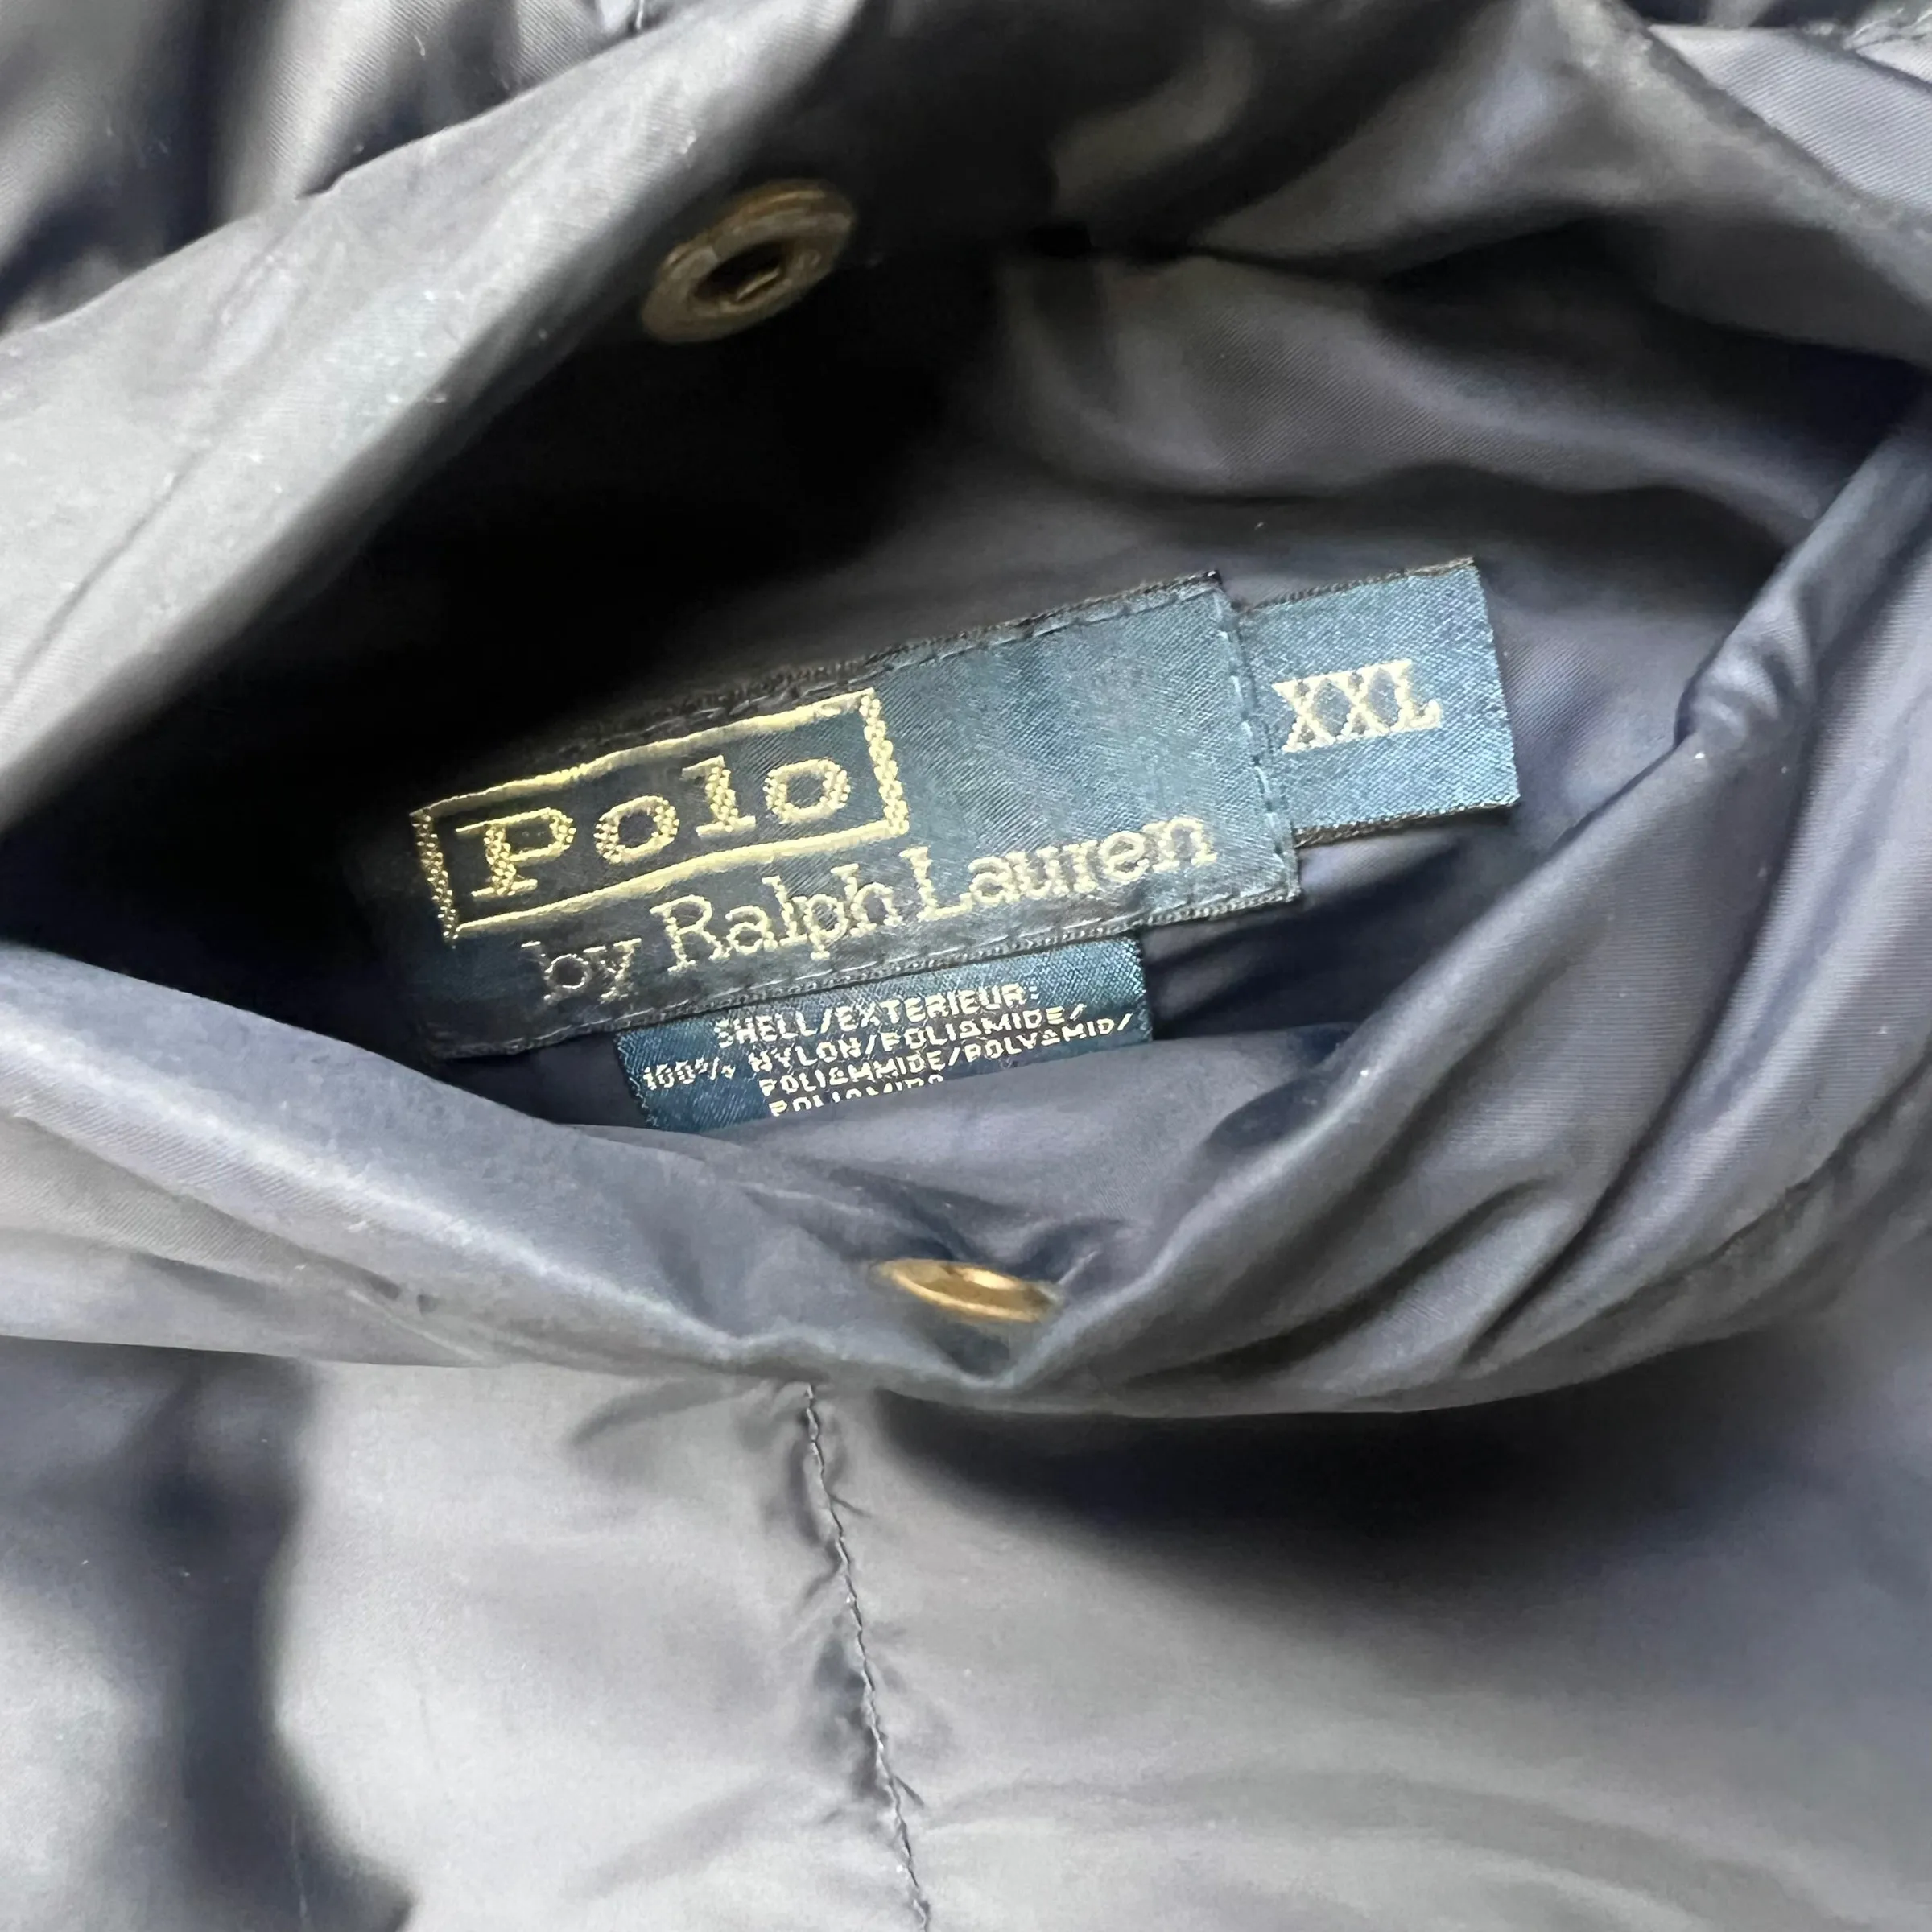 Polo
by Ralph Lauren
XXL
SHELL/EXTERIEUR:
100% NYLON/POLIAMIDE/
POLIAMMIDE/POLYAMID/